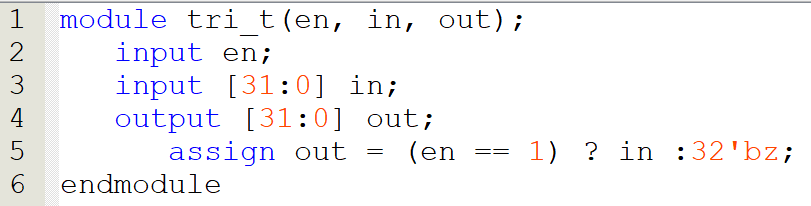 1 module tri_t(en, in, out);
2 input en;
3 input [31:0] in;
4 output [31:0] out;
5 assign out = (en == 1) ? in :32'bz;
6 endmodule